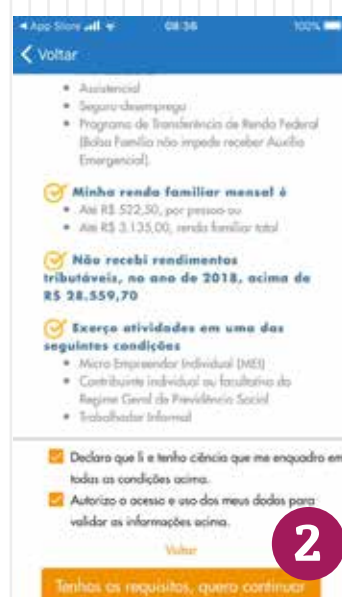 App Store 08:36 100%
Voltar
Assistencial
Seguro-desemprego
Programa de Transferência de Renda Federal
(Bolsa Família não impede receber Auxílio
Emergencial).
Minha renda familiar mensal é
Até R$ 522,50, por pessoa ou
Até R$ 3.135,00, renda familiar total
Não recebi rendimentos
tributáveis, no ano de 2018, acima de
R$ 28.559,70
Exerço atividades em uma das
seguintes condições
Micro Empreendor Individual (MEI)
Contribuinte individual ou facultativo do
Regime Geral de Previdência Social
Trabalhador Informal
Declaro que li e tenho ciência que me enquadro em
todas as condições acima.
Autorizo o acesso e uso dos meus dados para
validar as informações acima.
Voltar
2
Tenhos os requisitos, quero continuar